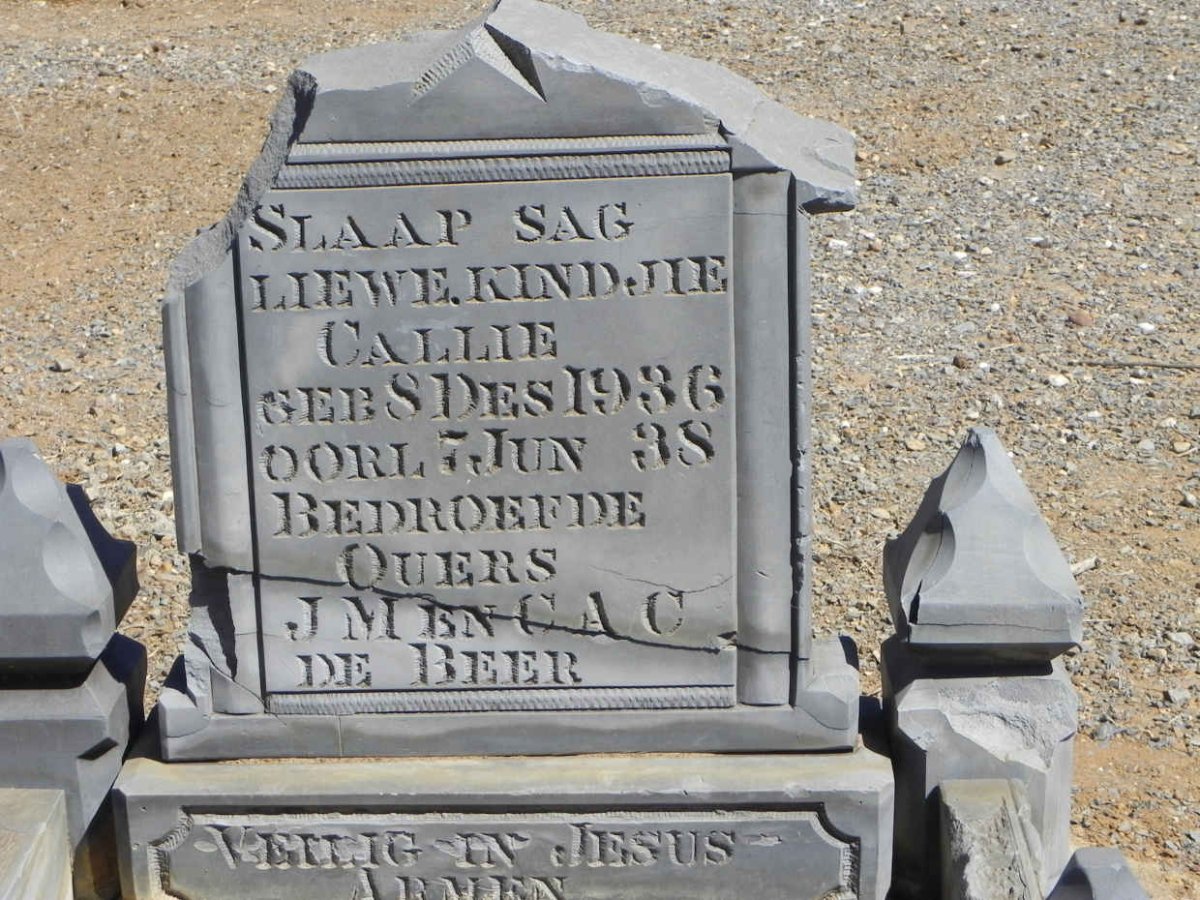 SLAAP SAG
LIEWE.KINDJIE
CALLIE
GEB 8 DES 1936
OORL 7. JUN 38
BEDROEFDE
OUERS
J M EN C A C
DE BEER
VEILIG IN JESUS
ARMEN